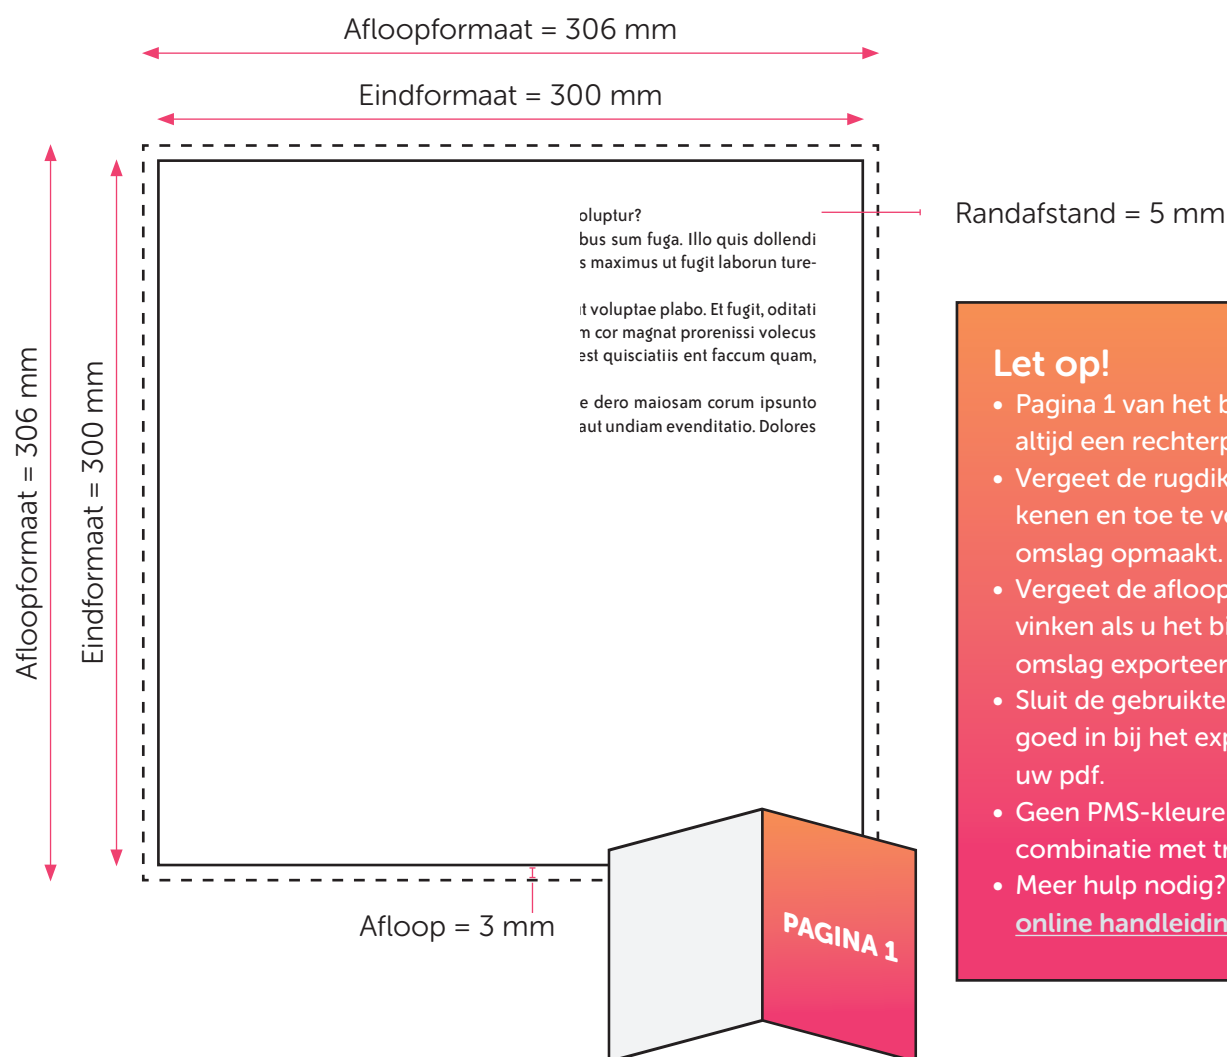 Afloopformaat = 306 mm
Eindformaat = 300 mm
Afloopformaat = 306 mm
Eindformaat = 300 mm
oluptur?
bus sum fuga. Illo quis dollendi
s maximus ut fugit laborun ture-
t voluptae plabo. Et fugit, oditati
m cor magnat prorenissi volecus
est quisciatiis ent faccum quam,
e dero maiosam corum ipsunto
aut undiam evenditatio. Dolores
Randafstand = 5 mm
Let op!
• Pagina 1 van het b
altijd een rechterp
• Vergeet de rugdik
kenen en toe te v
omslag opmaakt.
• Vergeet de afloop
vinken als u het bi
omslag exporteer
• Sluit de gebruikte
goed in bij het exp
uw pdf.
• Geen PMS-kleure
combinatie met tr
• Meer hulp nodig?
online handleidin
Afloop = 3 mm
PAGINA 1